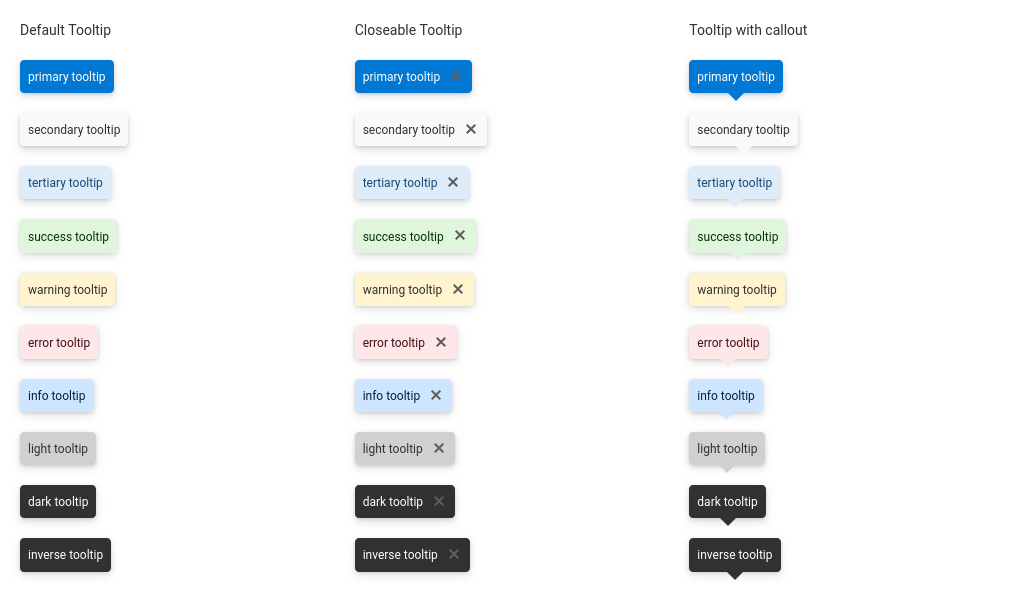 Default Tooltip
Closeable Tooltip
Tooltip with callout
primary tooltip
primary tooltip ✕
primary tooltip
secondary tooltip
secondary tooltip ✕
secondary tooltip
tertiary tooltip
tertiary tooltip ✕
tertiary tooltip
success tooltip
success tooltip ✕
success tooltip
warning tooltip
warning tooltip ✕
warning tooltip
error tooltip
error tooltip ✕
error tooltip
info tooltip
info tooltip ✕
info tooltip
light tooltip
light tooltip ✕
light tooltip
dark tooltip
dark tooltip ✕
dark tooltip
inverse tooltip
inverse tooltip ✕
inverse tooltip